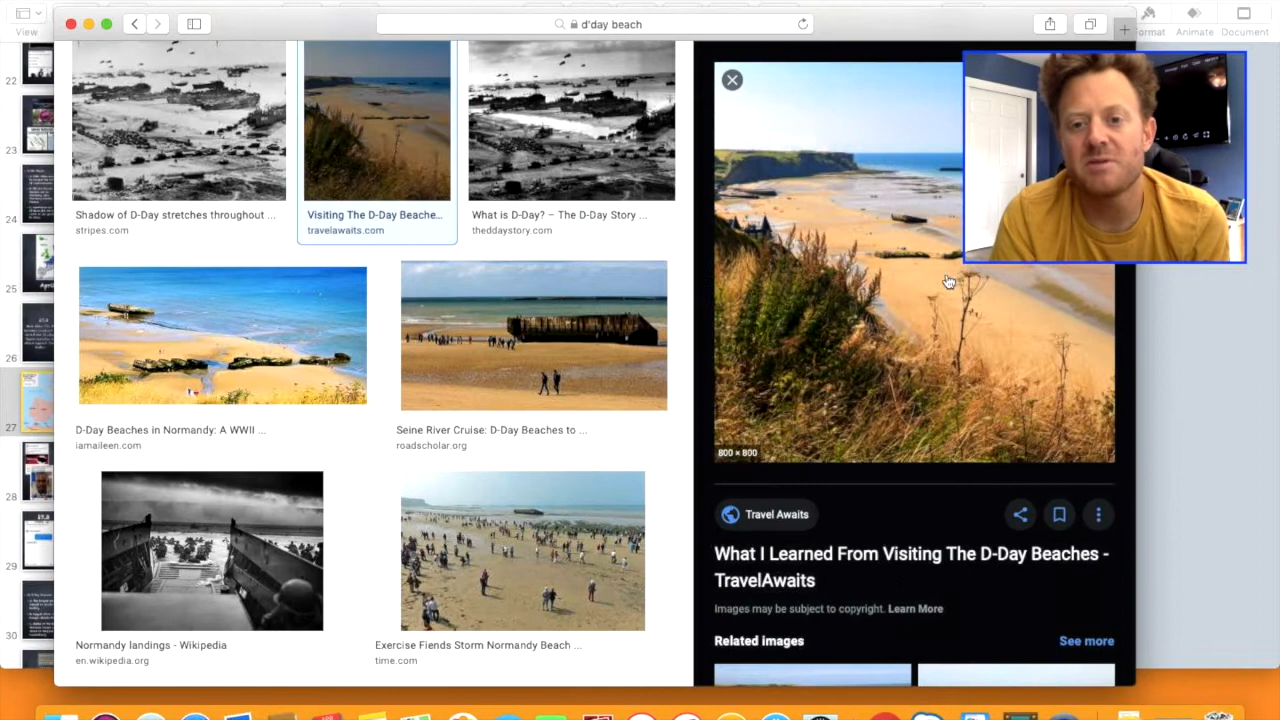 View
d'day beach
Format
Animate
Document
22
23
24
25
26
27
28
29
30
Shadow of D-Day stretches throughout ...
stripes.com
Visiting The D-Day Beache...
travelawaits.com
What is D-Day? – The D-Day Story ...
theddaystory.com
D-Day Beaches in Normandy: A WWII ...
iamaileen.com
Seine River Cruise: D-Day Beaches to ...
roadscholar.org
Normandy landings - Wikipedia
en.wikipedia.org
Exercise Fiends Storm Normandy Beach ...
time.com
800 × 800
Travel Awaits
What I Learned From Visiting The D-Day Beaches -
TravelAwaits
Images may be subject to copyright. Learn More
Related images
See more